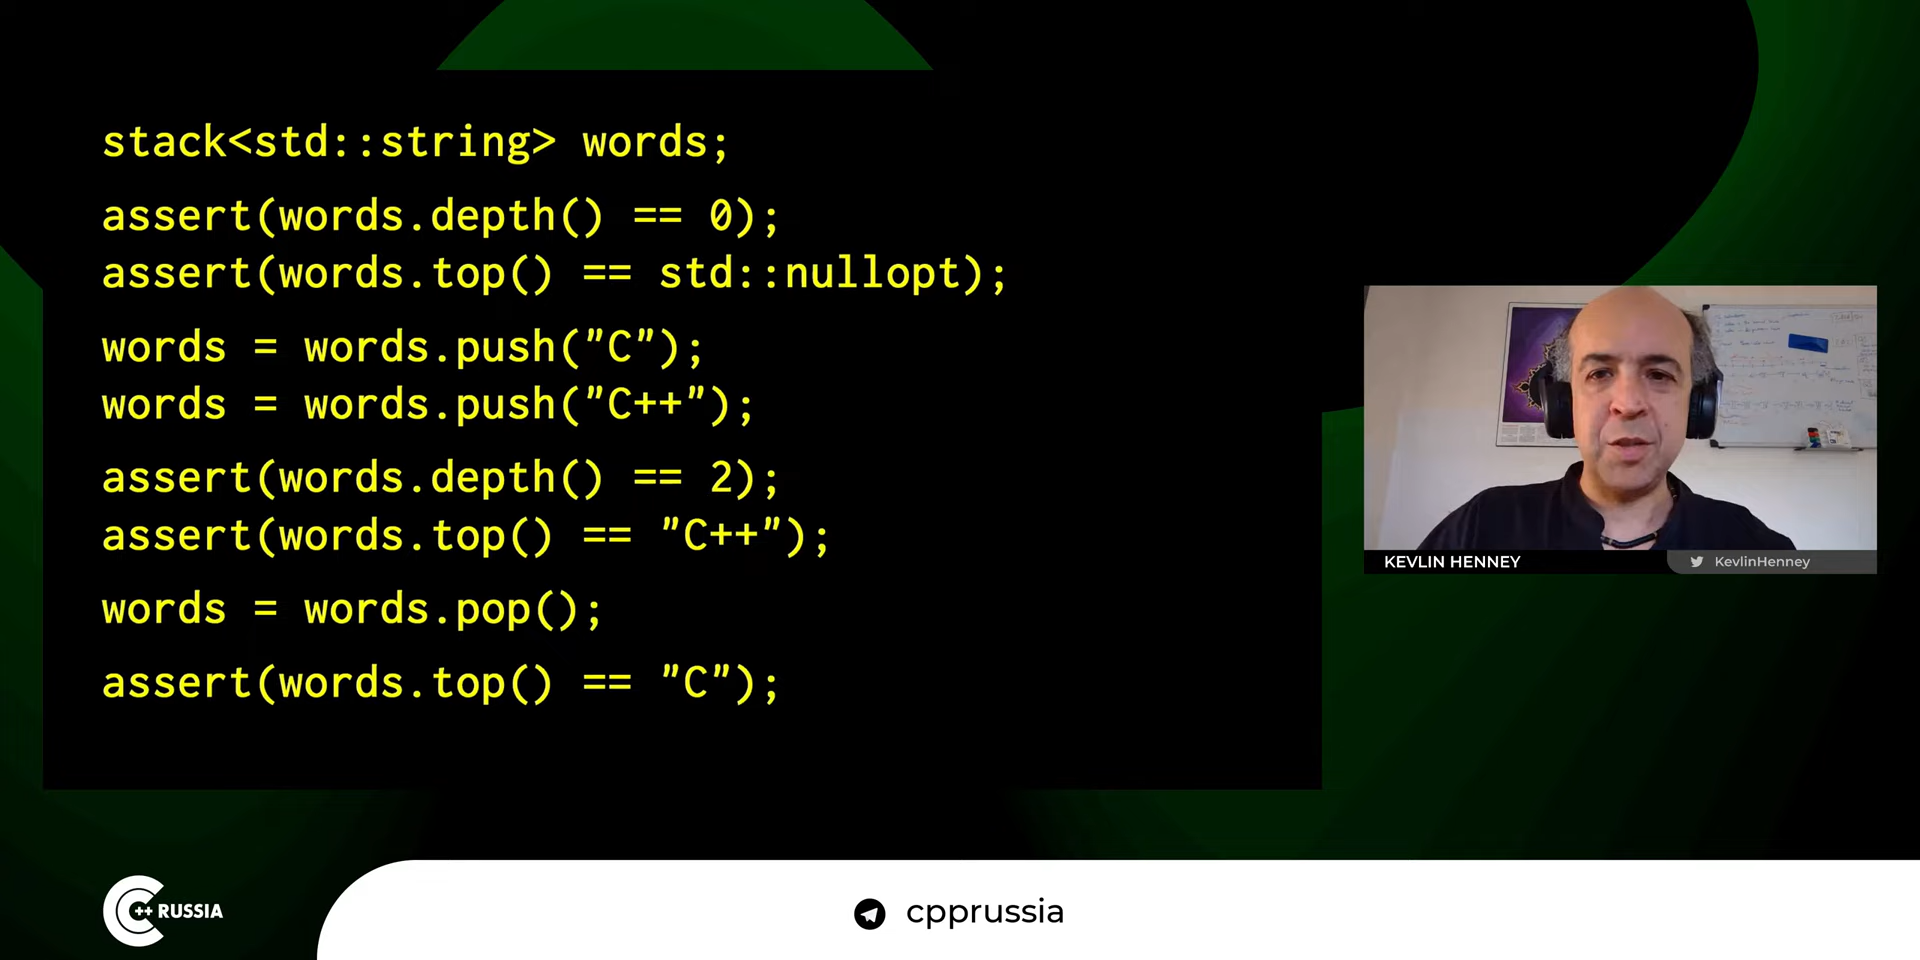 stack<std::string> words;
assert(words.depth() == 0);
assert(words.top() == std::nullopt);
words = words.push("C");
words = words.push("C++");
assert(words.depth() == 2);
assert(words.top() == "C++");
words = words.pop();
assert(words.top() == "C");
KEVLIN HENNEY
KevlinHenney
C++ RUSSIA
cpprussia